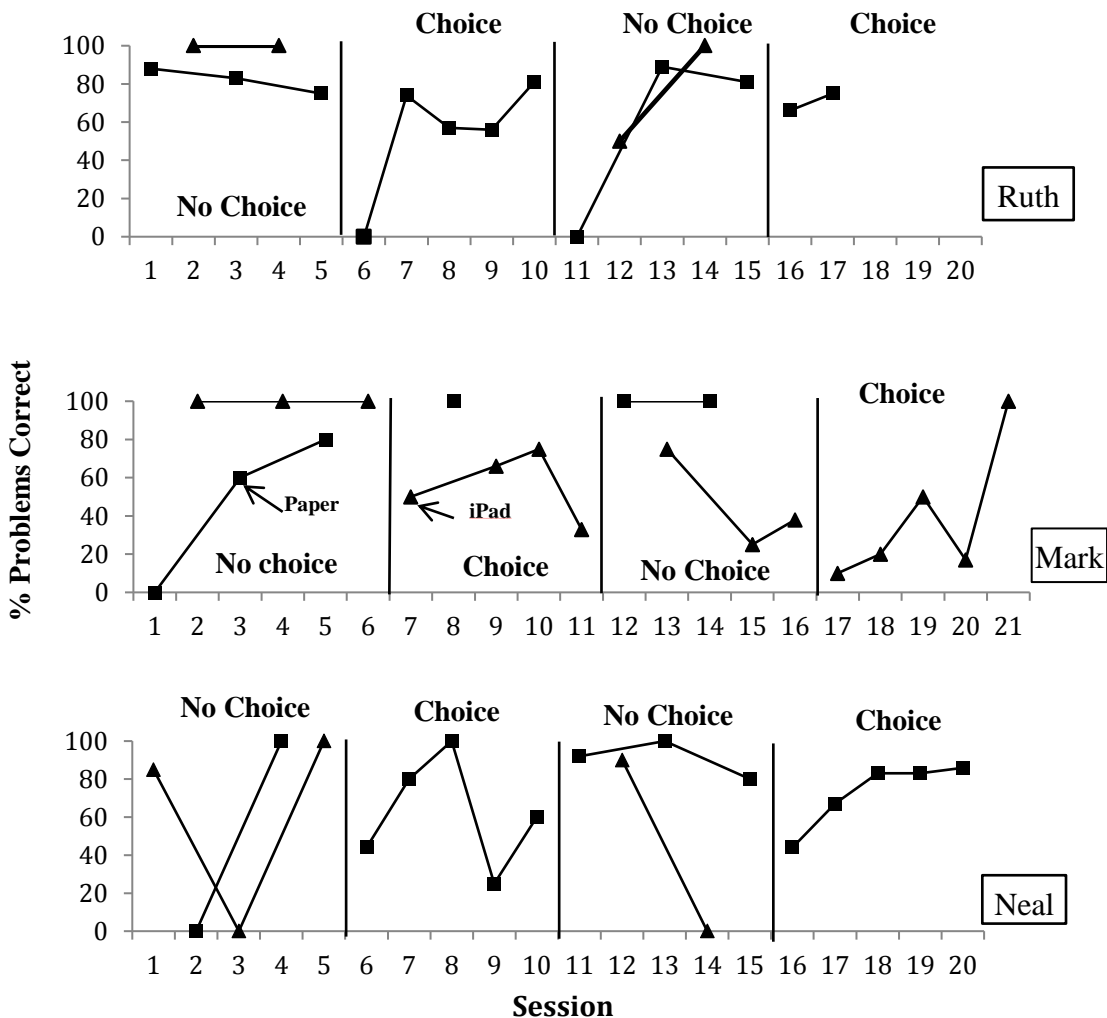 Choice No Choice Choice
100
80
60
40
20
0
No Choice
Ruth
1 2 3 4 5 6 7 8 9 10 11 12 13 14 15 16 17 18 19 20
% Problems Correct
Choice
100
80
60
40
20
0
Paper
iPad
No choice Choice No Choice
Mark
1 2 3 4 5 6 7 8 9 10 11 12 13 14 15 16 17 18 19 20 21
No Choice Choice No Choice Choice
100
80
60
40
20
0
Neal
1 2 3 4 5 6 7 8 9 10 11 12 13 14 15 16 17 18 19 20
Session